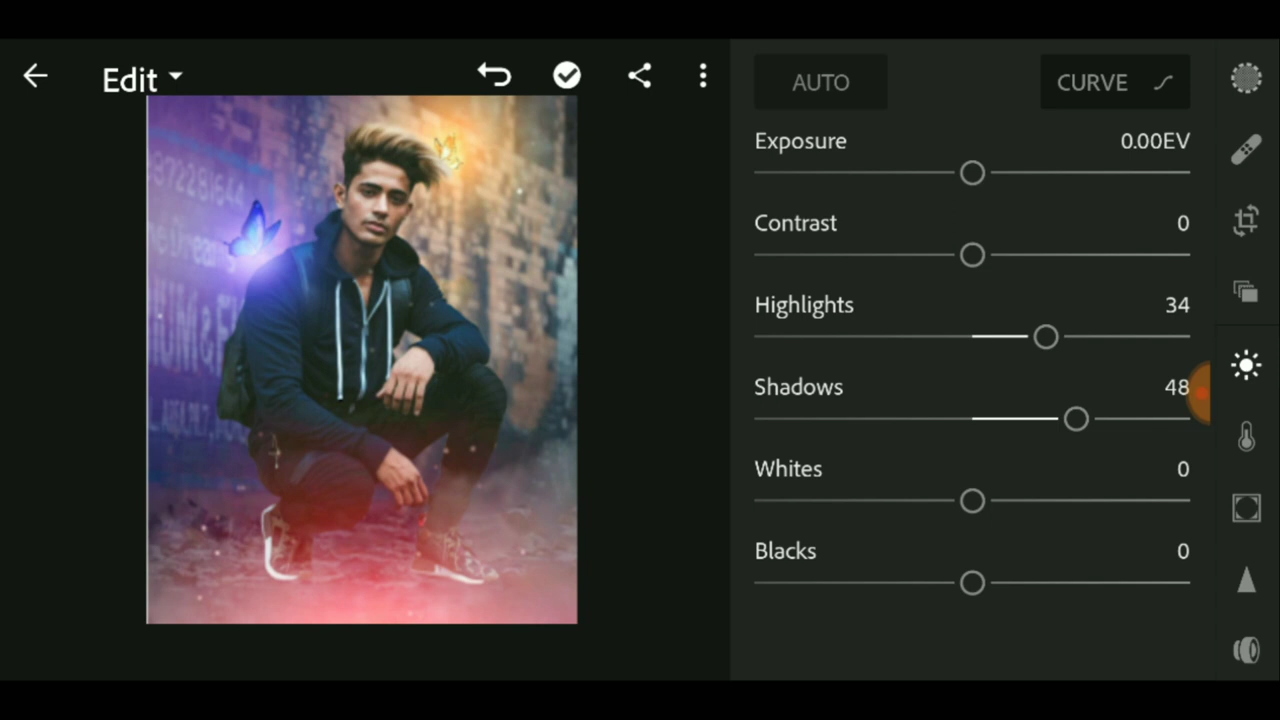 Edit
AUTO
CURVE
Exposure
0.00EV
Contrast
0
Highlights
34
Shadows
48
Whites
0
Blacks
0